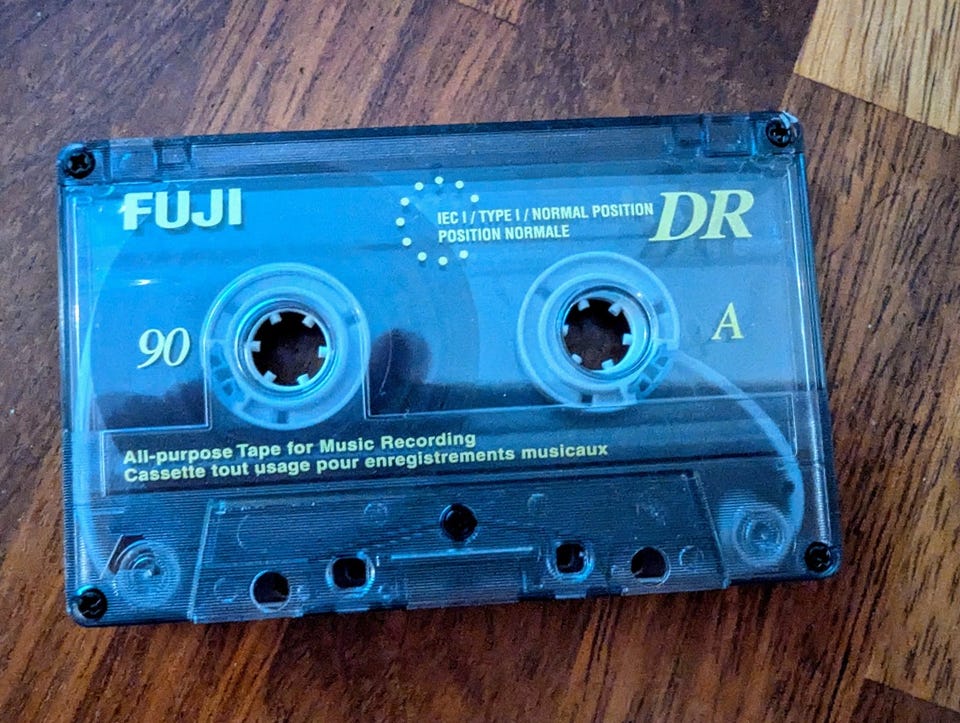 FUJI
IEC I / TYPE I / NORMAL POSITION
POSITION NORMALE
DR
90
A
All-purpose Tape for Music Recording
Cassette tout usage pour enregistrements musicaux